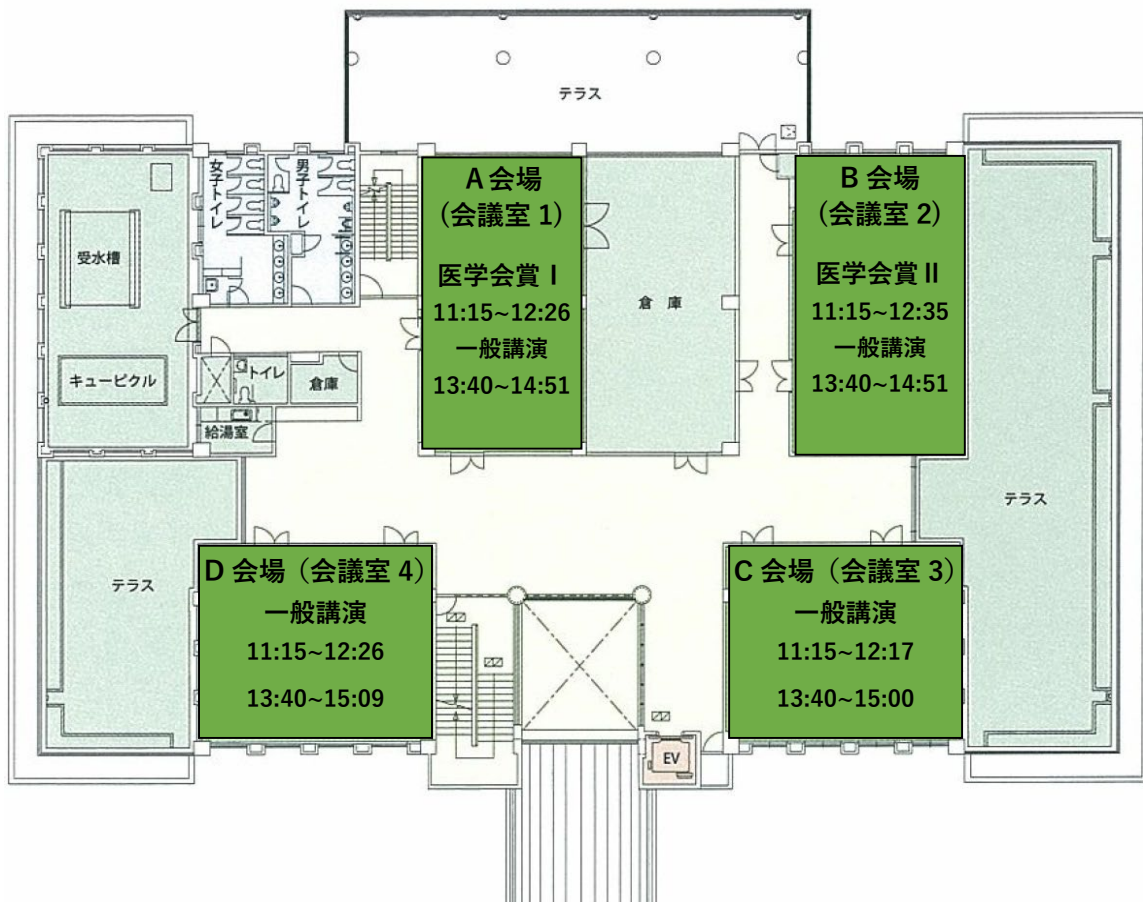 テラス
女子トイレ
男子トイレ
受水槽
キュービクル
トイレ
倉庫
給湯室
A 会場
（会議室 1）
医学会賞 I
11:15~12:26
一般講演
13:40~14:51
倉 庫
B 会場
（会議室 2）
医学会賞 II
11:15~12:35
一般講演
13:40~14:51
テラス
テラス
D 会場（会議室 4）
一般講演
11:15~12:26
13:40~15:09
C 会場（会議室 3）
一般講演
11:15~12:17
13:40~15:00
EV